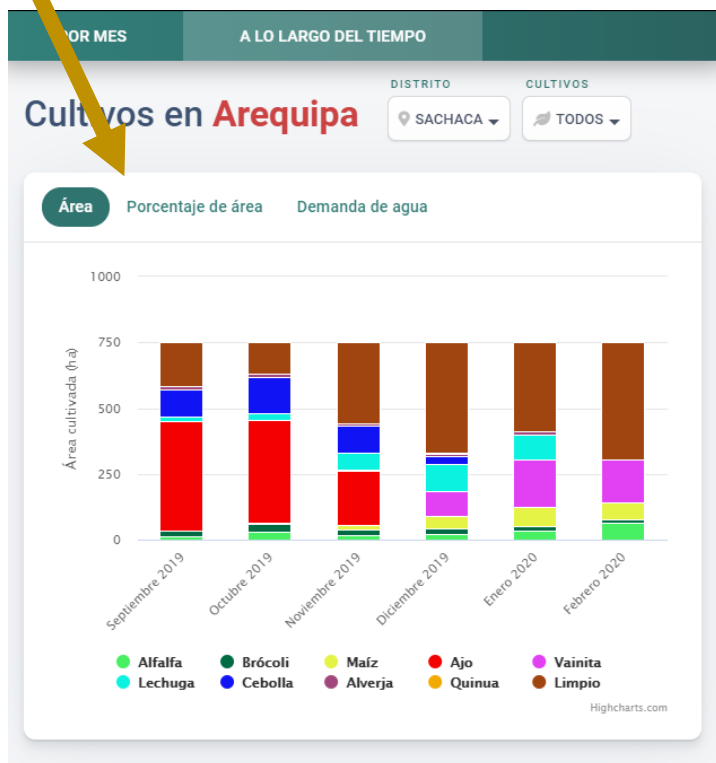 POR MES A LO LARGO DEL TIEMPO
DISTRITO CULTIVOS
Cultivos en Arequipa SACHACA TODOS
Área Porcentaje de área Demanda de agua
1000
750
500
250
0
Área cultivada (ha)
Septiembre 2019
Octubre 2019
Noviembre 2019
Diciembre 2019
Enero 2020
Febrero 2020
Alfalfa Brócoli Maíz Ajo Vainita
Lechuga Cebolla Alverja Quinua Limpio
Highcharts.com